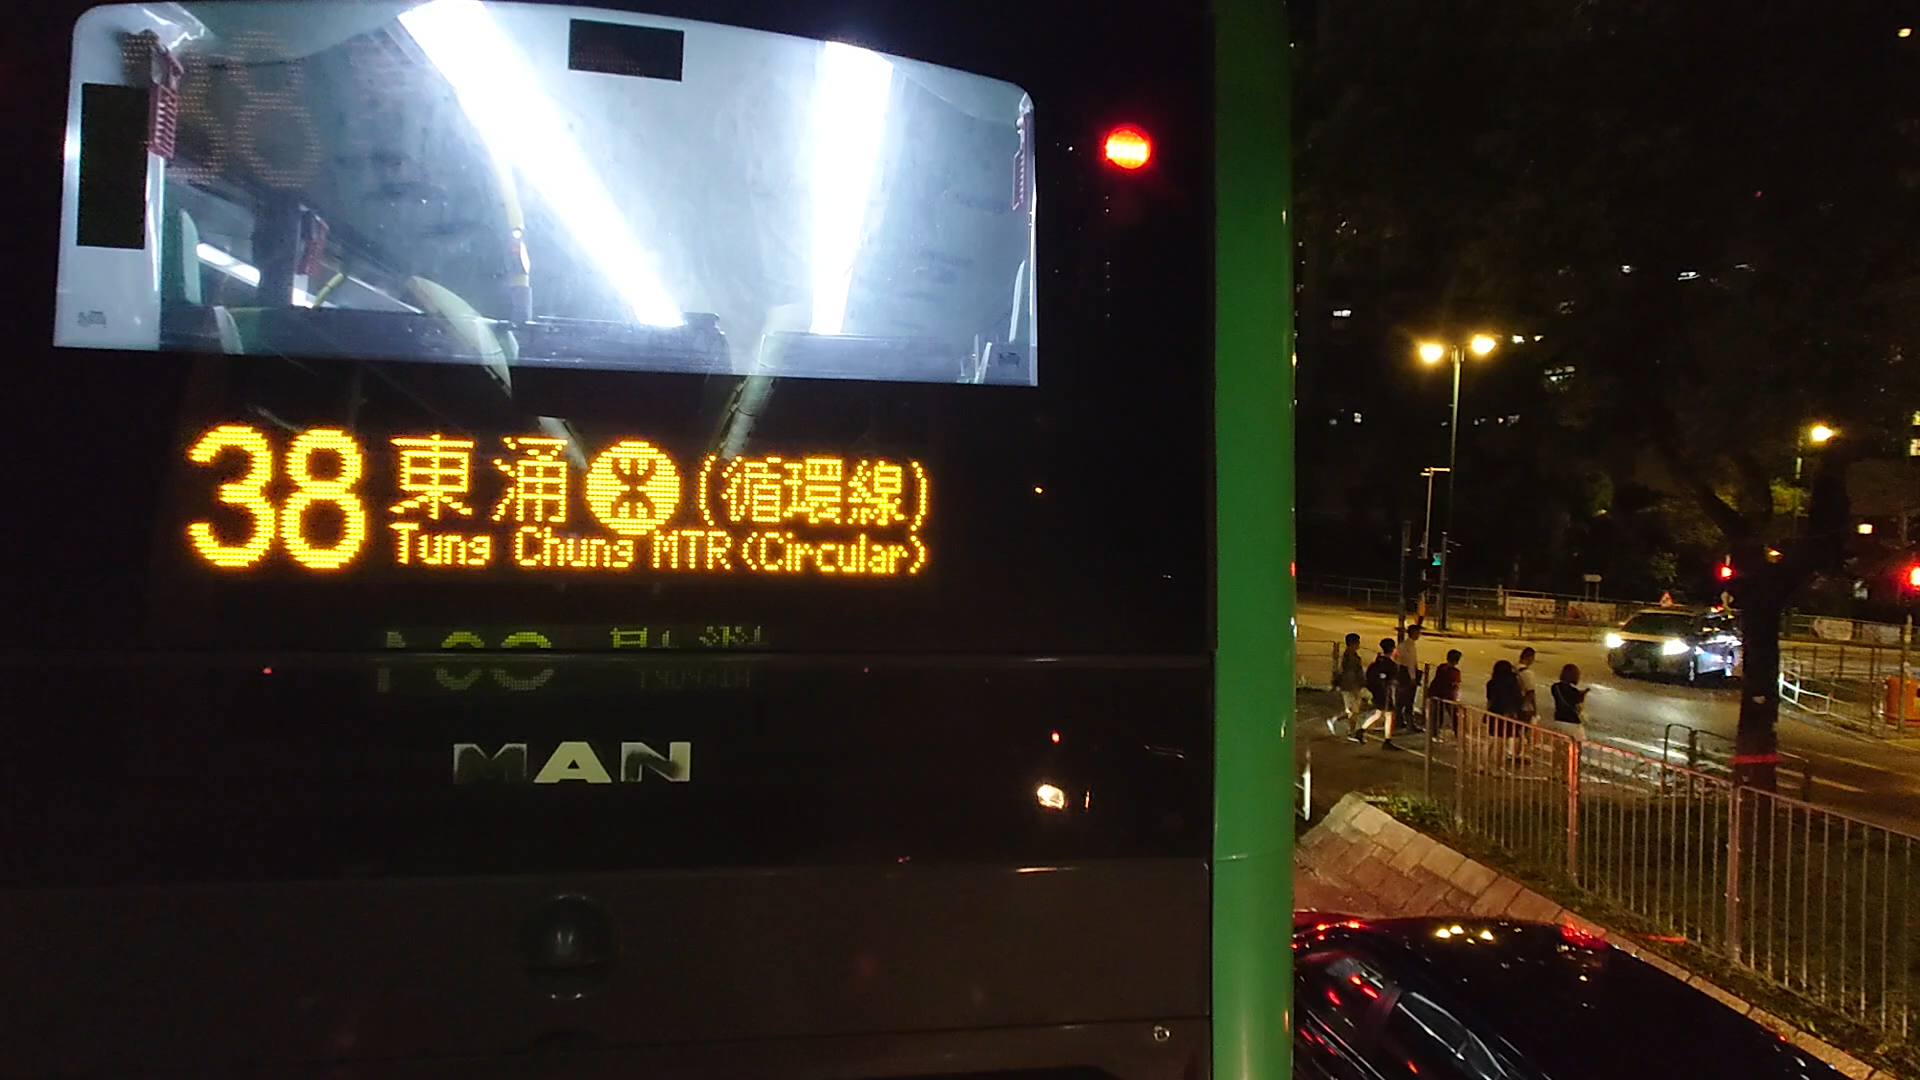 38 東涌 (循環線)
Tung Chung MTR (Circular)
MAN